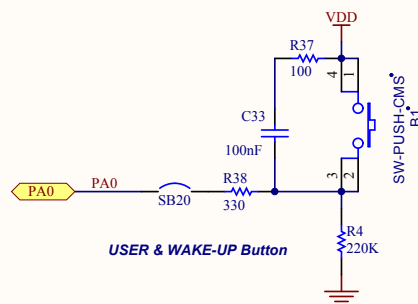 VDD
R37
100
4
1
C33
100nF
SW-PUSH-CMS
B1
PA0
PA0
SB20
R38
330
3
2
R4
220K
USER & WAKE-UP Button